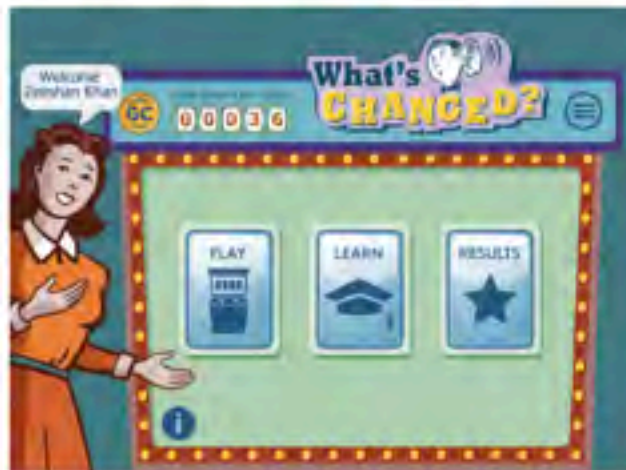 Welcome
Zeeshan Khan
GC
00036
What's
CHANGED?
PLAY
LEARN
RESULTS
i